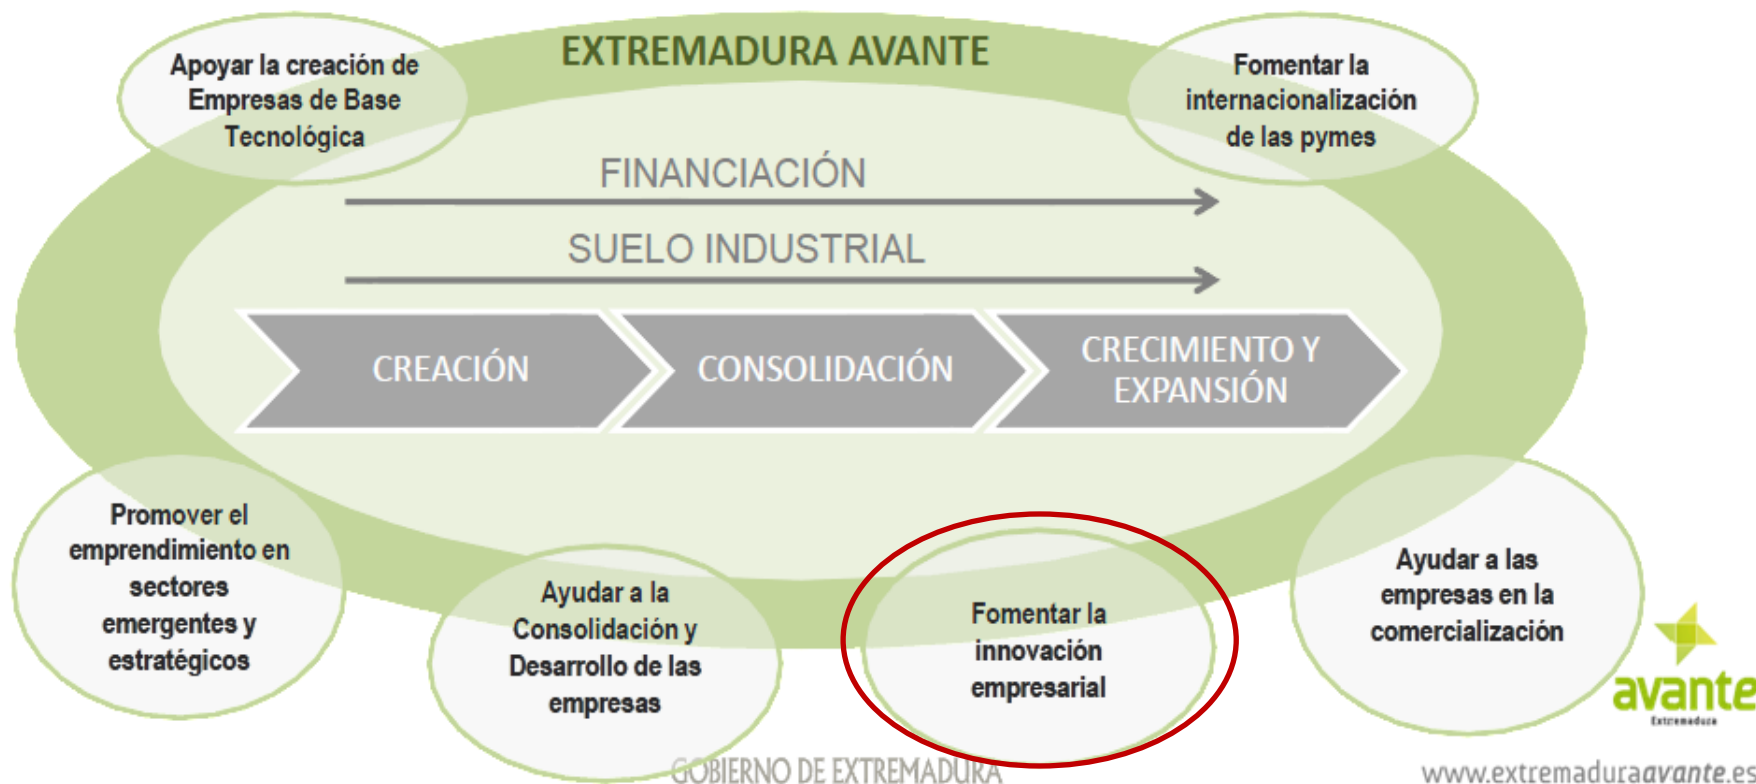 EXTREMADURA AVANTE
Apoyar la creación de
Empresas de Base
Tecnológica
Fomentar la
internacionalización
de las pymes
FINANCIACIÓN
SUELO INDUSTRIAL
CREACIÓN
CONSOLIDACIÓN
CRECIMIENTO Y
EXPANSIÓN
Promover el
emprendimiento en
sectores
emergentes y
estratégicos
Ayudar a la
Consolidación y
Desarrollo de las
empresas
Fomentar la
innovación
empresarial
Ayudar a las
empresas en la
comercialización
avante
Extremadura
GOBIERNO DE EXTREMADURA
www.extremaduraavante.es